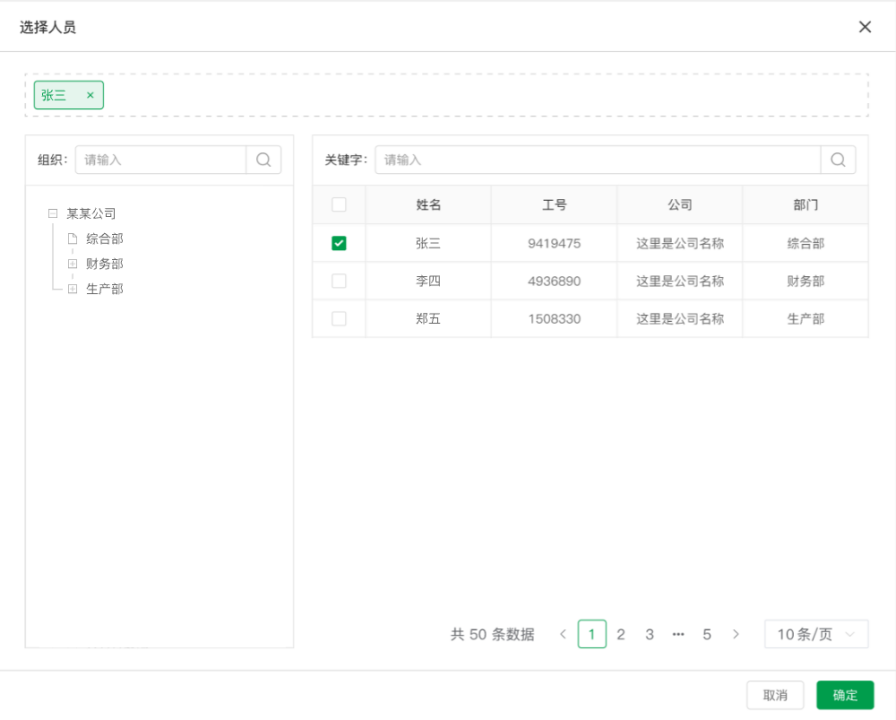 选择人员
张三 ×
组织: 请输入
某某公司
综合部
财务部
生产部
关键字: 请输入
姓名 工号 公司 部门
张三 9419475 这里是公司名称 综合部
李四 4936890 这里是公司名称 财务部
郑五 1508330 这里是公司名称 生产部
共 50 条数据 < 1 2 3 ••• 5 > 10 条/页
取消 确定